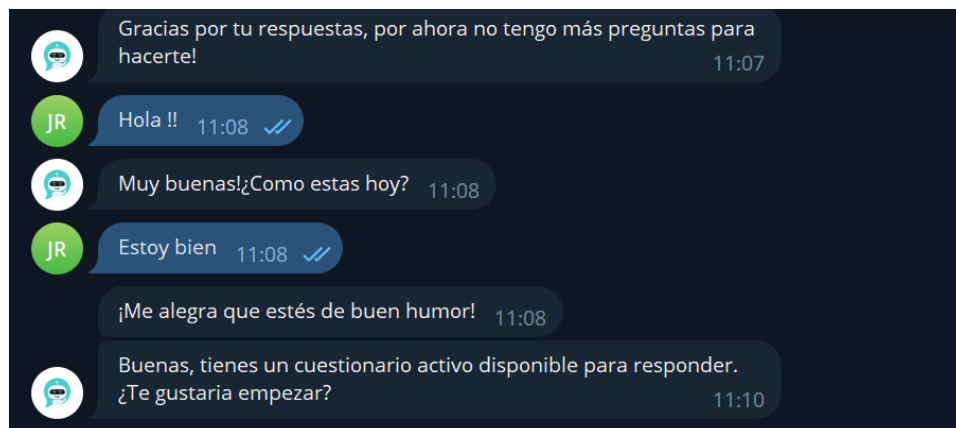 Gracias por tu respuestas, por ahora no tengo más preguntas para
hacerte!
11:07
JR
Hola !! 11:08
Muy buenas!¿Como estas hoy? 11:08
JR
Estoy bien 11:08
¡Me alegra que estés de buen humor! 11:08
Buenas, tienes un cuestionario activo disponible para responder.
¿Te gustaria empezar?
11:10